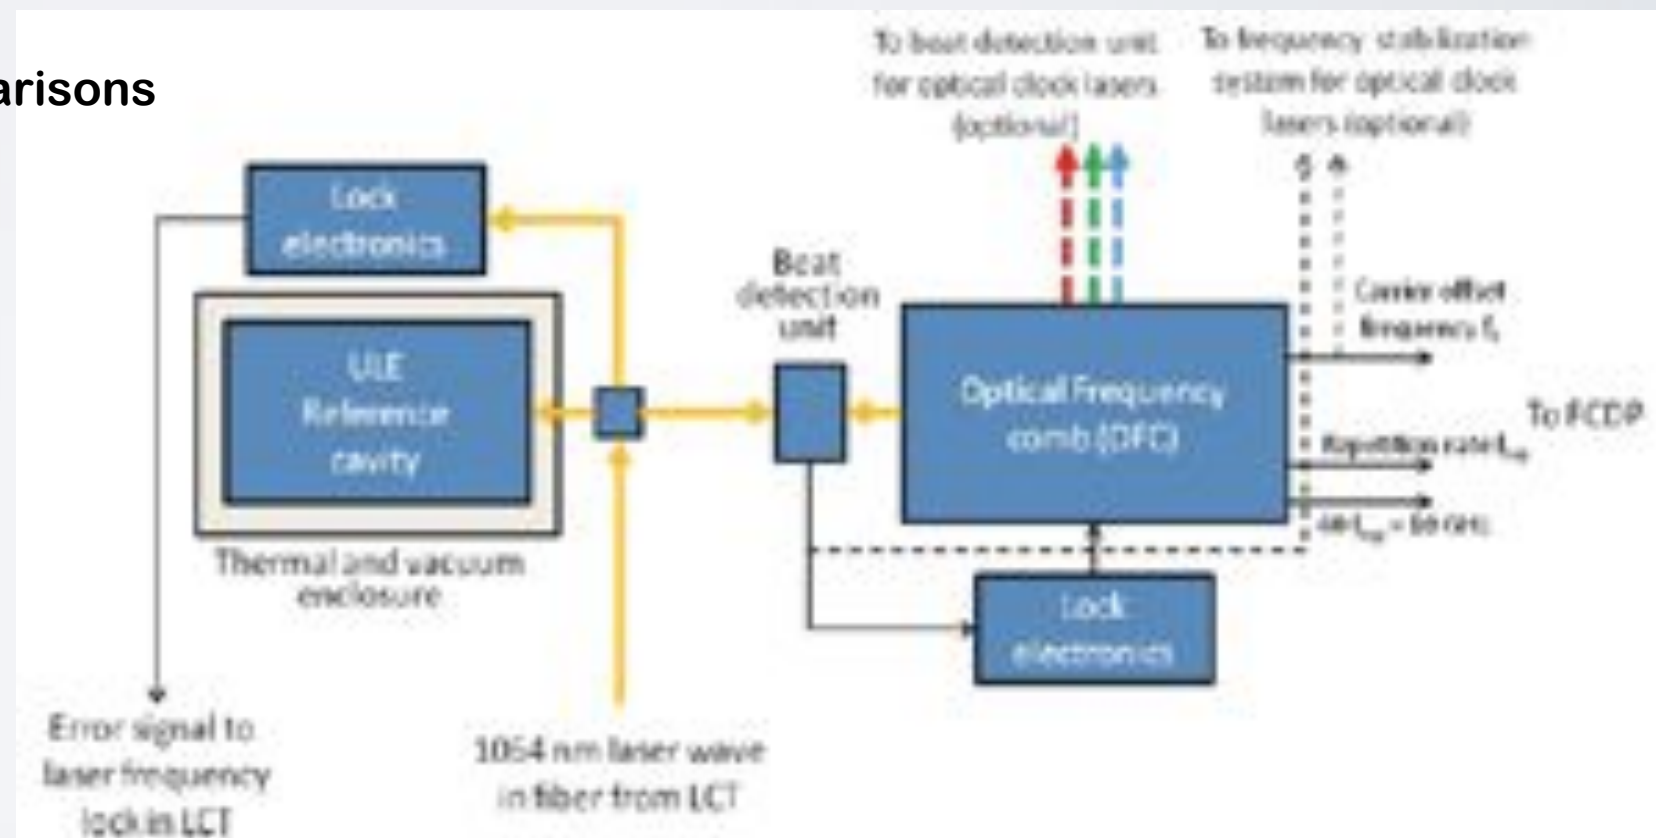 arisons
To beat detection unit
for optical clock lasers
(optional)
To frequency stabilization
system for optical clock
lasers (optional)
Lock
electronics
Beat
detection
unit
ULE
Reference
cavity
Optical Frequency
comb (OFC)
Carrier offset
frequency
To FCDP
Repetition rate
Thermal and vacuum
enclosure
Lock
electronics
Error signal to
laser frequency
lock in LCT
1064 nm laser wave
in fiber from LCT